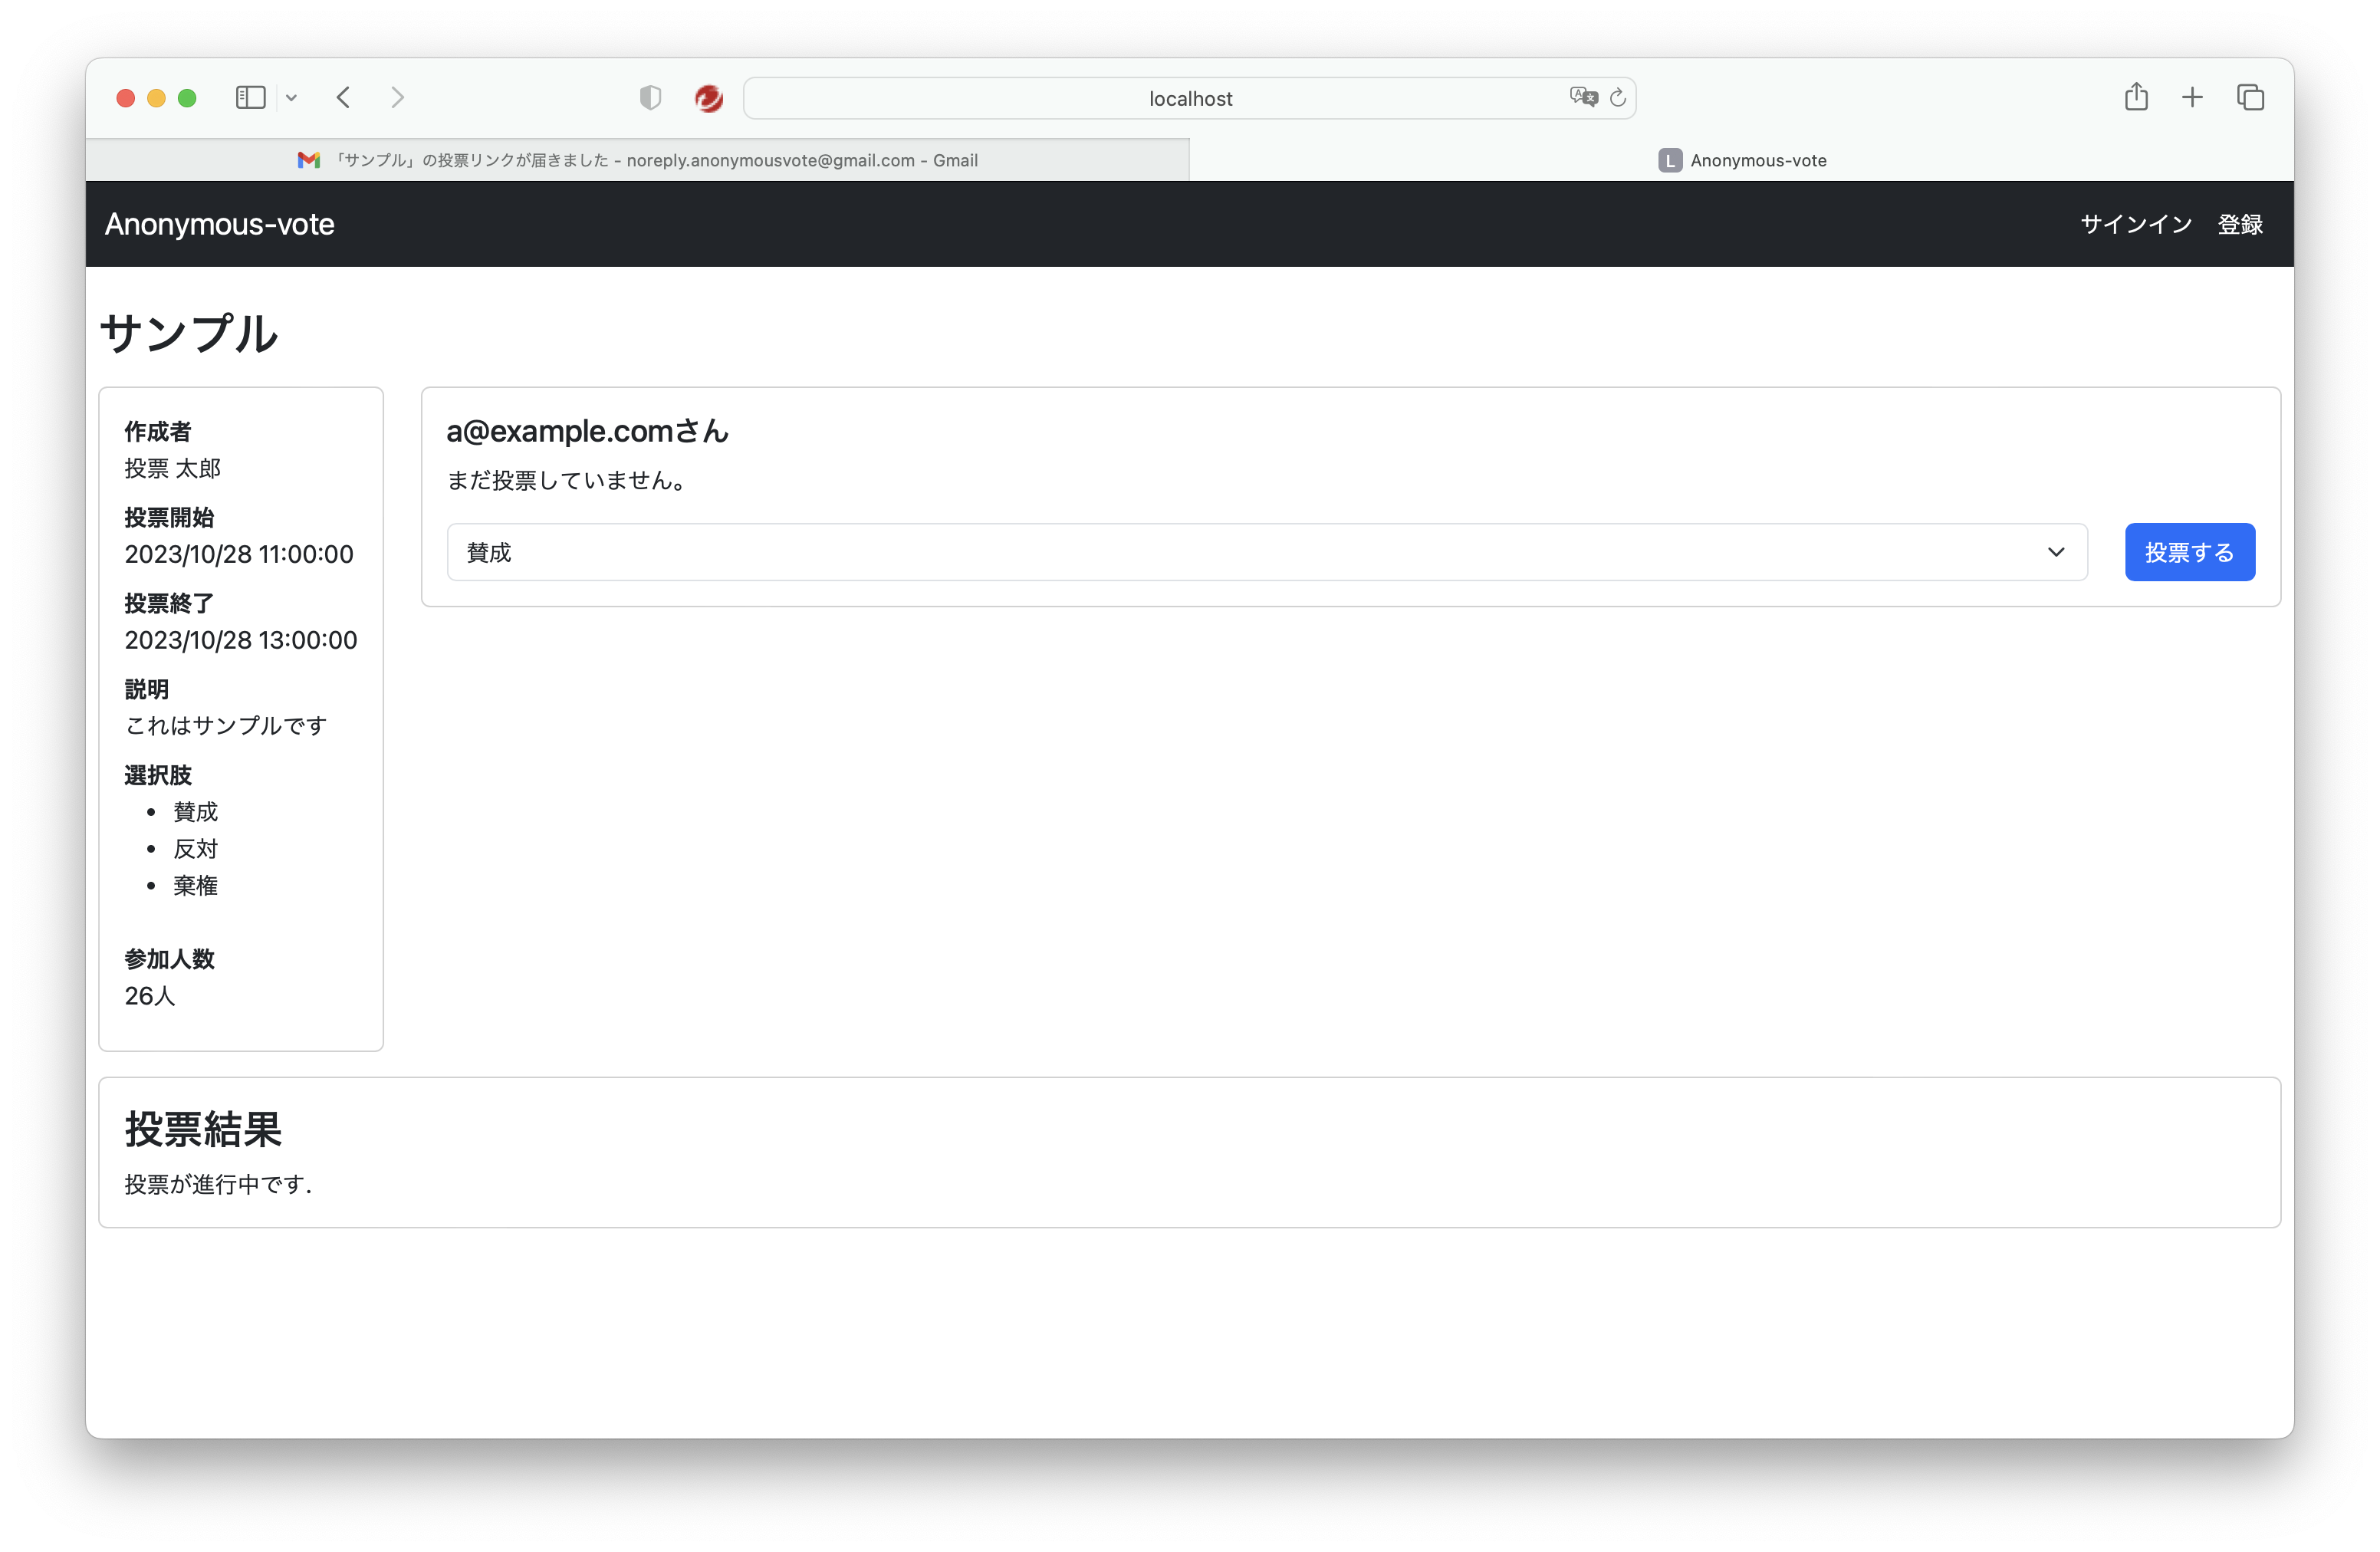 localhost
「サンプル」の投票リンクが届きました - noreply.anonymousvote@gmail.com - Gmail
L Anonymous-vote
Anonymous-vote
サインイン 登録
サンプル
作成者
投票 太郎
投票開始
2023/10/28 11:00:00
投票終了
2023/10/28 13:00:00
説明
これはサンプルです
選択肢
• 賛成
• 反対
• 棄権
参加人数
26人
a@example.comさん
まだ投票していません。
賛成
投票する
投票結果
投票が進行中です.